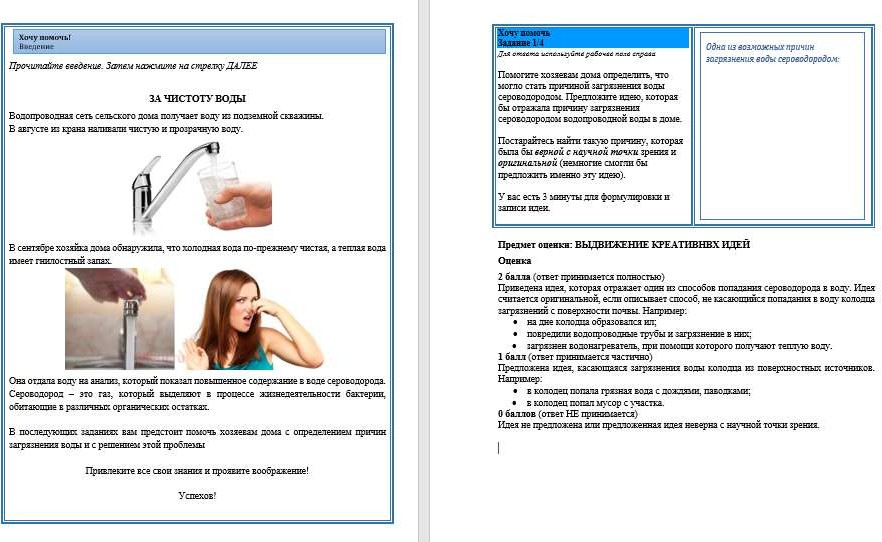 Хочу помочь!
Введение
Прочитайте введение. Затем нажмите на стрелку ДАЛЕЕ
ЗА ЧИСТОТУ ВОДЫ
Водопроводная сеть сельского дома получает воду из подземной скважины.
В августе из крана наливали чистую и прозрачную воду.
В сентябре хозяйка дома обнаружила, что холодная вода по-прежнему чистая, а теплая вода
имеет гнилостный запах.
Она отдала воду на анализ, который показал повышенное содержание в воде сероводорода.
Сероводород – это газ, который выделяют в процессе жизнедеятельности бактерии,
обитающие в различных органических остатках.
В последующих заданиях вам предстоит помочь хозяевам дома с определением причин
загрязнения воды и с решением этой проблемы
Привлеките все свои знания и проявите воображение!
Успехов!
Хочу помочь
Задание 1/4
Для ответа используйте рабочее поле справа
Помогите хозяевам дома определить, что
могло стать причиной загрязнения воды
сероводородом. Предложите идею, которая
бы отражала причину загрязнения
сероводородом водопроводной воды в доме.
Постарайтесь найти такую причину, которая
была бы верной с научной точки зрения и
оригинальной (немногие смогли бы
предложить именно эту идею).
У вас есть 3 минуты для формулировки и
записи идеи.
Одна из возможных причин
загрязнения воды сероводородом:
Предмет оценки: ВЫДВИЖЕНИЕ КРЕАТИВНВХ ИДЕЙ
Оценка
2 балла (ответ принимается полностью)
Приведена идея, которая отражает один из способов попадания сероводорода в воду. Идея
считается оригинальной, если описывает способ, не касающийся попадания в воду колодца
загрязнений с поверхности почвы. Например:
• на дне колодца образовался ил;
• повредили водопроводные трубы и загрязнение в них;
• загрязнен водонагреватель, при помощи которого получают теплую воду.
1 балл (ответ принимается частично)
Предложена идея, касающаяся загрязнения воды колодца из поверхностных источников.
Например:
• в колодец попала грязная вода с дождями, паводками;
• в колодец попал мусор с участка.
0 баллов (ответ НЕ принимается)
Идея не предложена или предложенная идея неверна с научной точки зрения.